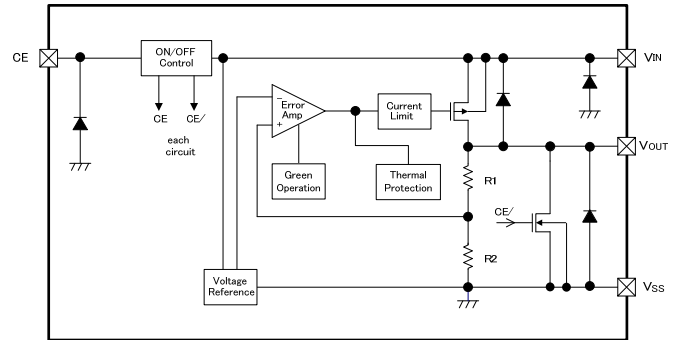 CE
ON/OFF
Control
VIN
CE
CE/
each
circuit
−
Error
Amp
+
Current
Limit
Green
Operation
Thermal
Protection
VOUT
R1
CE/
R2
Voltage
Reference
VSS